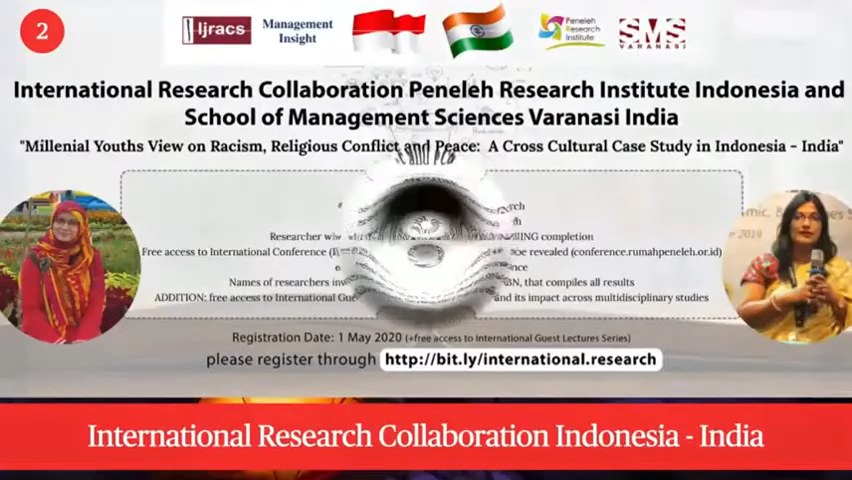 2
Ijracs
Management
Insight
Peneleh
Research
Institute
SMS
VARANASI
International Research Collaboration Peneleh Research Institute Indonesia and
School of Management Sciences Varanasi India
"Millenial Youths View on Racism, Religious Conflict and Peace: A Cross Cultural Case Study in Indonesia - India"
Researcher completion
Free access to International Conference revealed (conference.rumahpeneleh.or.id)
Names of researchers that compiles all results
ADDITION: free access to International and its impact across multidisciplinary studies
Registration Date: 1 May 2020 (+free access to International Guest Lectures Series)
please register through http://bit.ly/international.research
2019
International Research Collaboration Indonesia - India